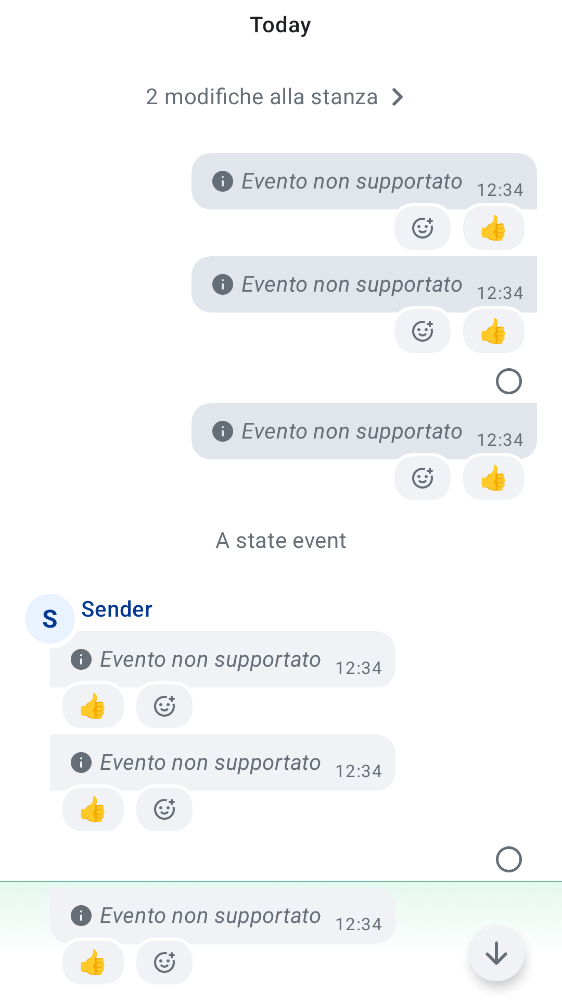 Today
2 modifiche alla stanza
Evento non supportato 12:34
👍
Evento non supportato 12:34
👍
Evento non supportato 12:34
👍
A state event
S Sender
Evento non supportato 12:34
👍
Evento non supportato 12:34
👍
Evento non supportato 12:34
👍